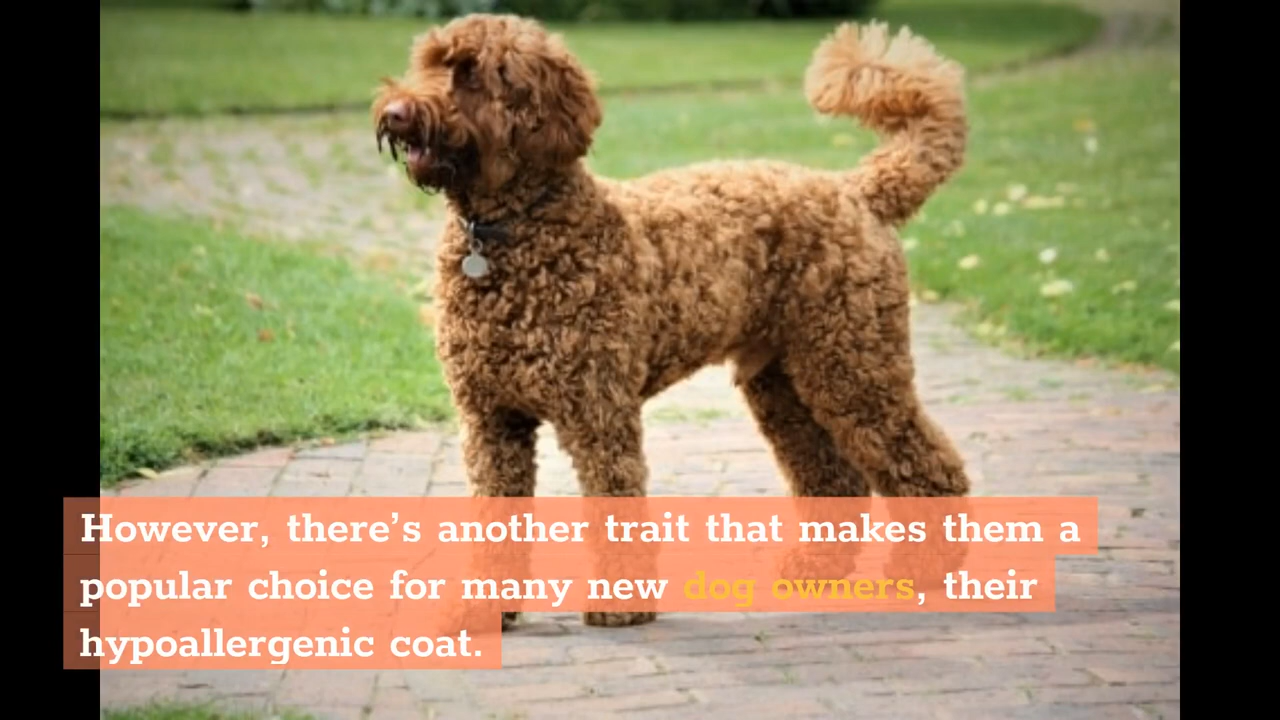 However, there’s another trait that makes them a
popular choice for many new dog owners, their
hypoallergenic coat.